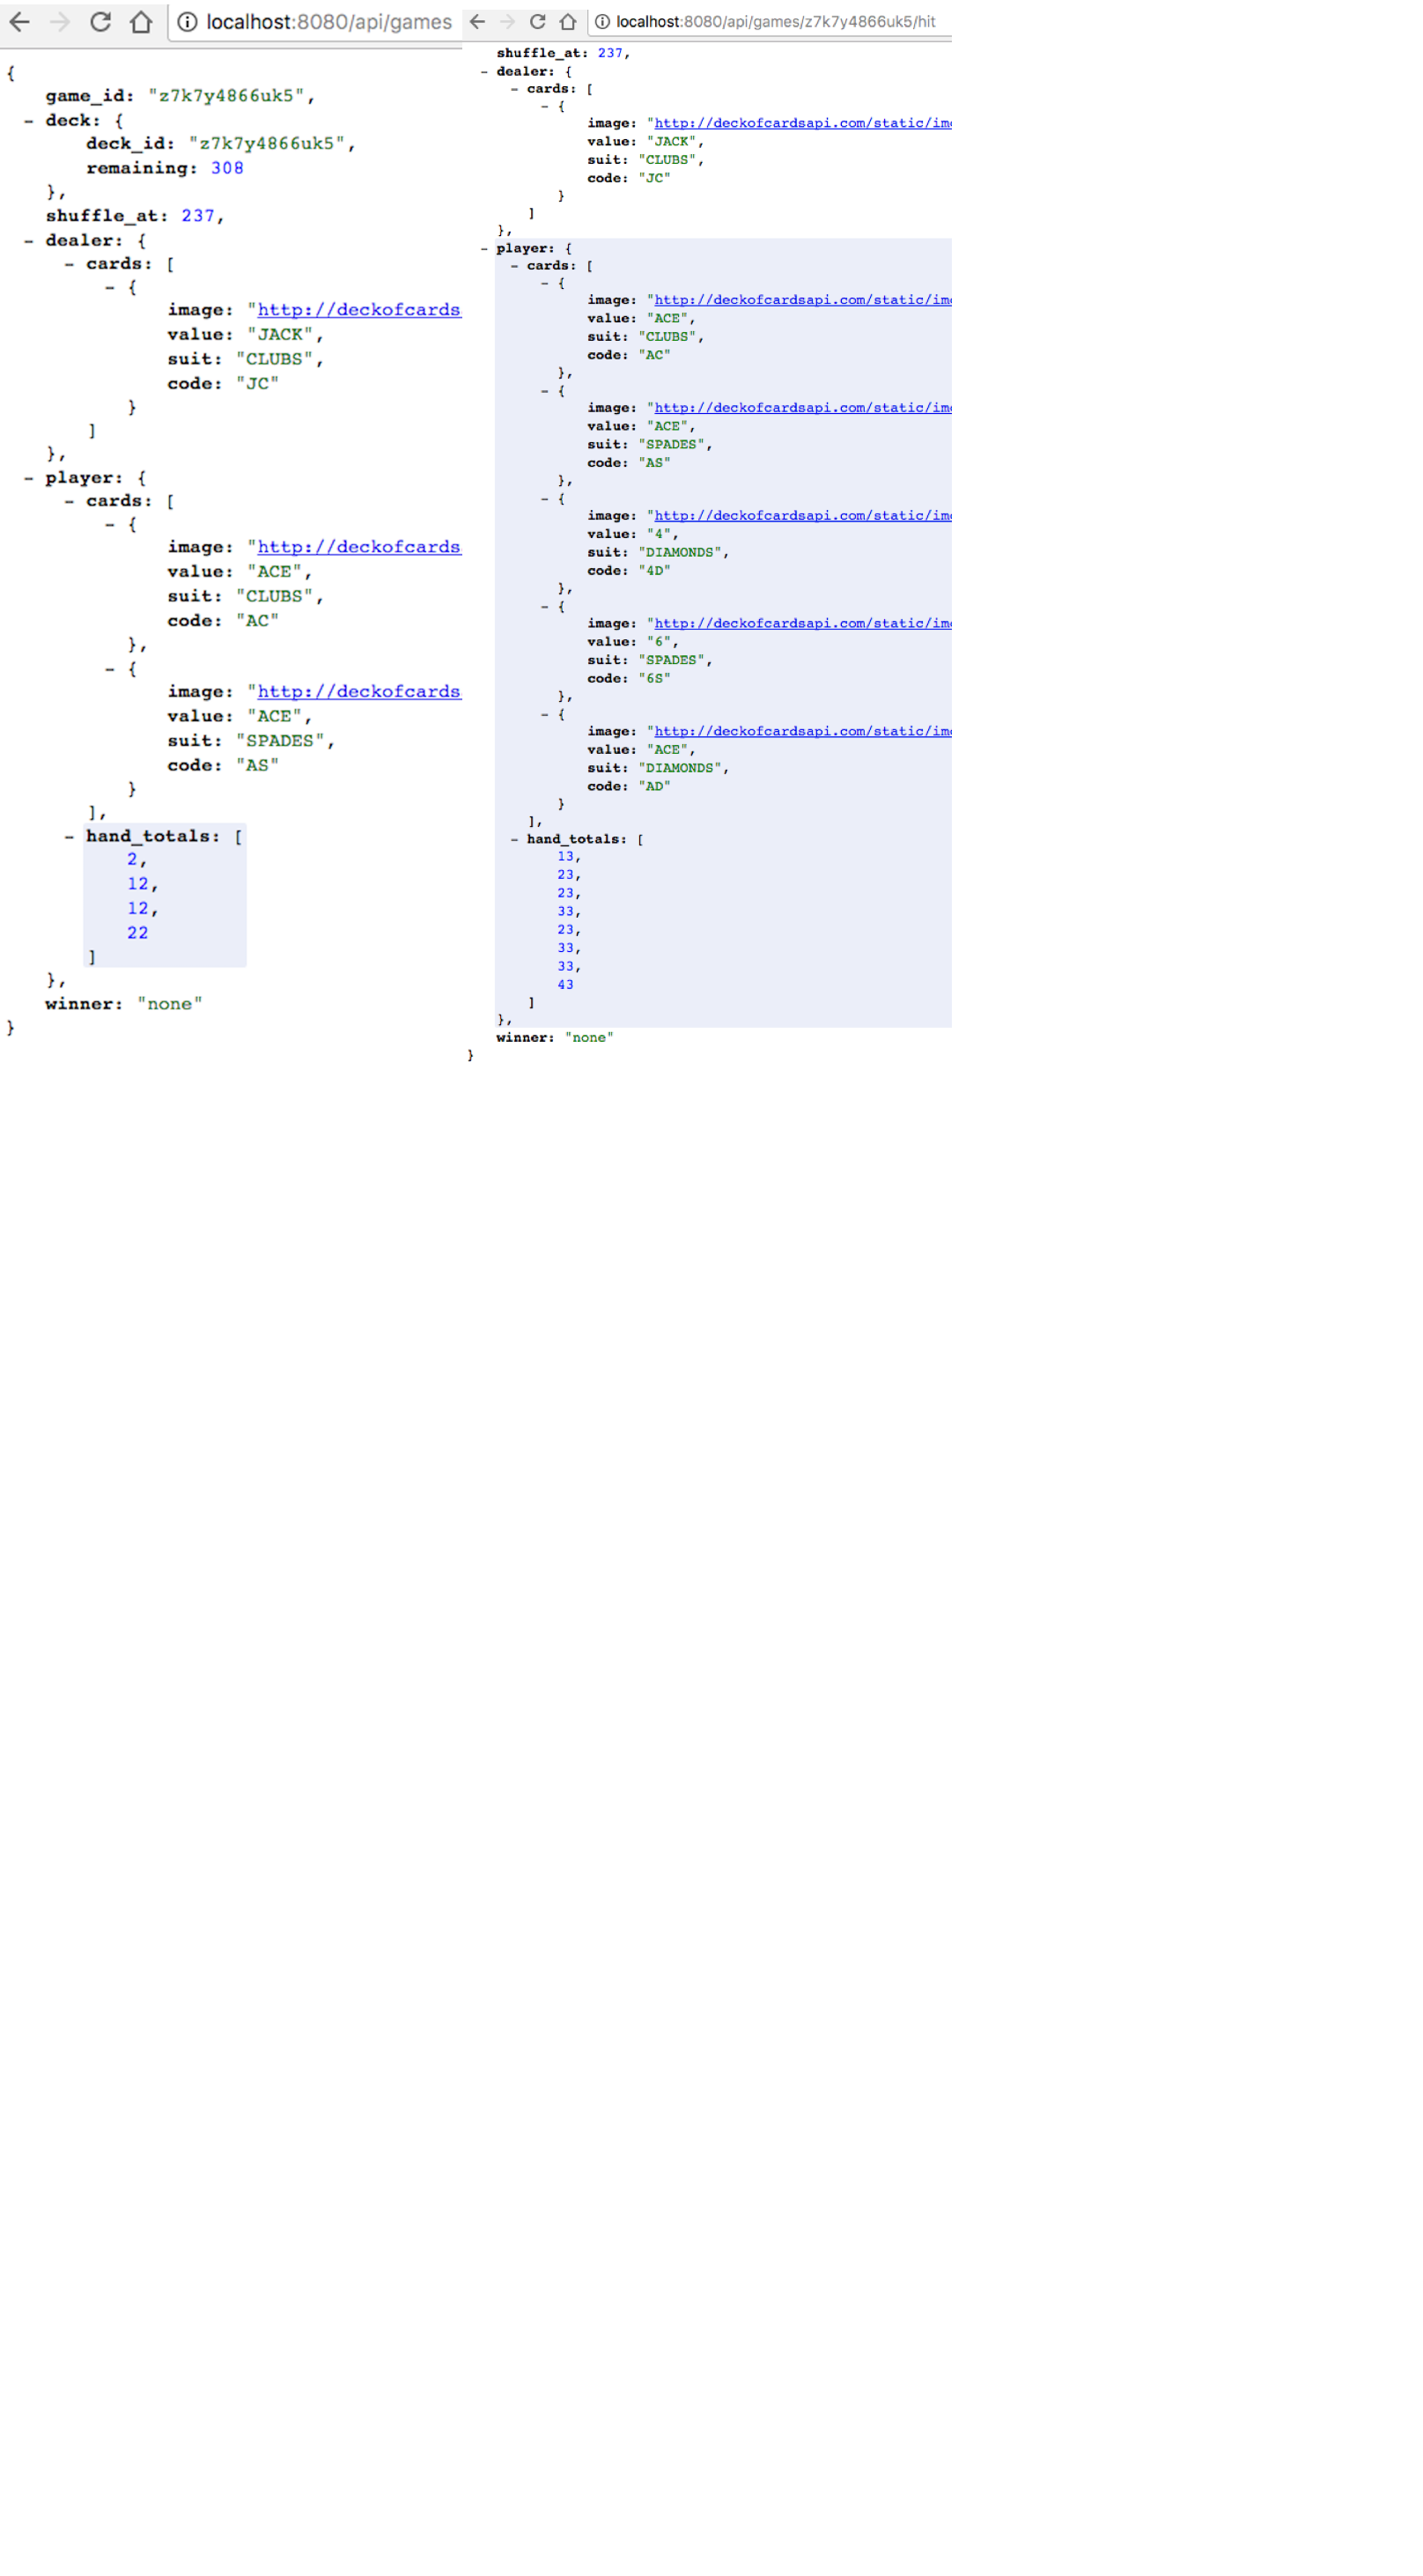 localhost:8080/api/games
{
game_id: "z7k7y4866uk5",
- deck: {
deck_id: "z7k7y4866uk5",
remaining: 308
},
shuffle_at: 237,
- dealer: {
- cards: [
- {
image: "http://deckofcards
value: "JACK",
suit: "CLUBS",
code: "JC"
}
]
},
- player: {
- cards: [
- {
image: "http://deckofcards
value: "ACE",
suit: "CLUBS",
code: "AC"
},
- {
image: "http://deckofcards
value: "ACE",
suit: "SPADES",
code: "AS"
}
],
- hand_totals: [
2,
12,
12,
22
]
},
winner: "none"
}
localhost:8080/api/games/z7k7y4866uk5/hit
shuffle_at: 237,
- dealer: {
- cards: [
- {
image: "http://deckofcardsapi.com/static/im
value: "JACK",
suit: "CLUBS",
code: "JC"
}
]
},
- player: {
- cards: [
- {
image: "http://deckofcardsapi.com/static/im
value: "ACE",
suit: "CLUBS",
code: "AC"
},
- {
image: "http://deckofcardsapi.com/static/im
value: "ACE",
suit: "SPADES",
code: "AS"
},
- {
image: "http://deckofcardsapi.com/static/im
value: "4",
suit: "DIAMONDS",
code: "4D"
},
- {
image: "http://deckofcardsapi.com/static/im
value: "6",
suit: "SPADES",
code: "6S"
},
- {
image: "http://deckofcardsapi.com/static/im
value: "ACE",
suit: "DIAMONDS",
code: "AD"
}
],
- hand_totals: [
13,
23,
23,
33,
23,
33,
33,
43
]
},
winner: "none"
}